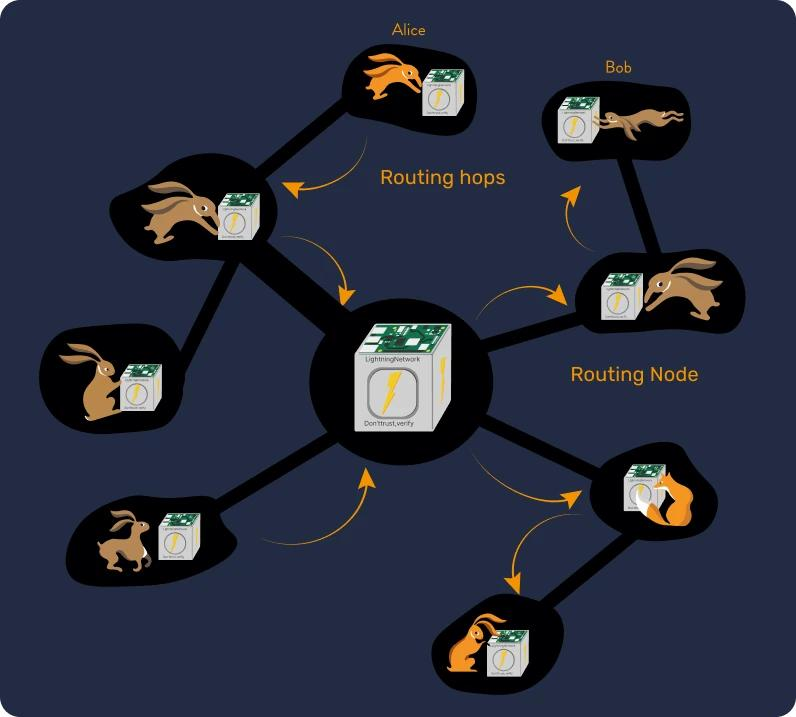 Alice
Bob
Routing hops
Routing Node
LightningNetwork
Don'ttrust,verify